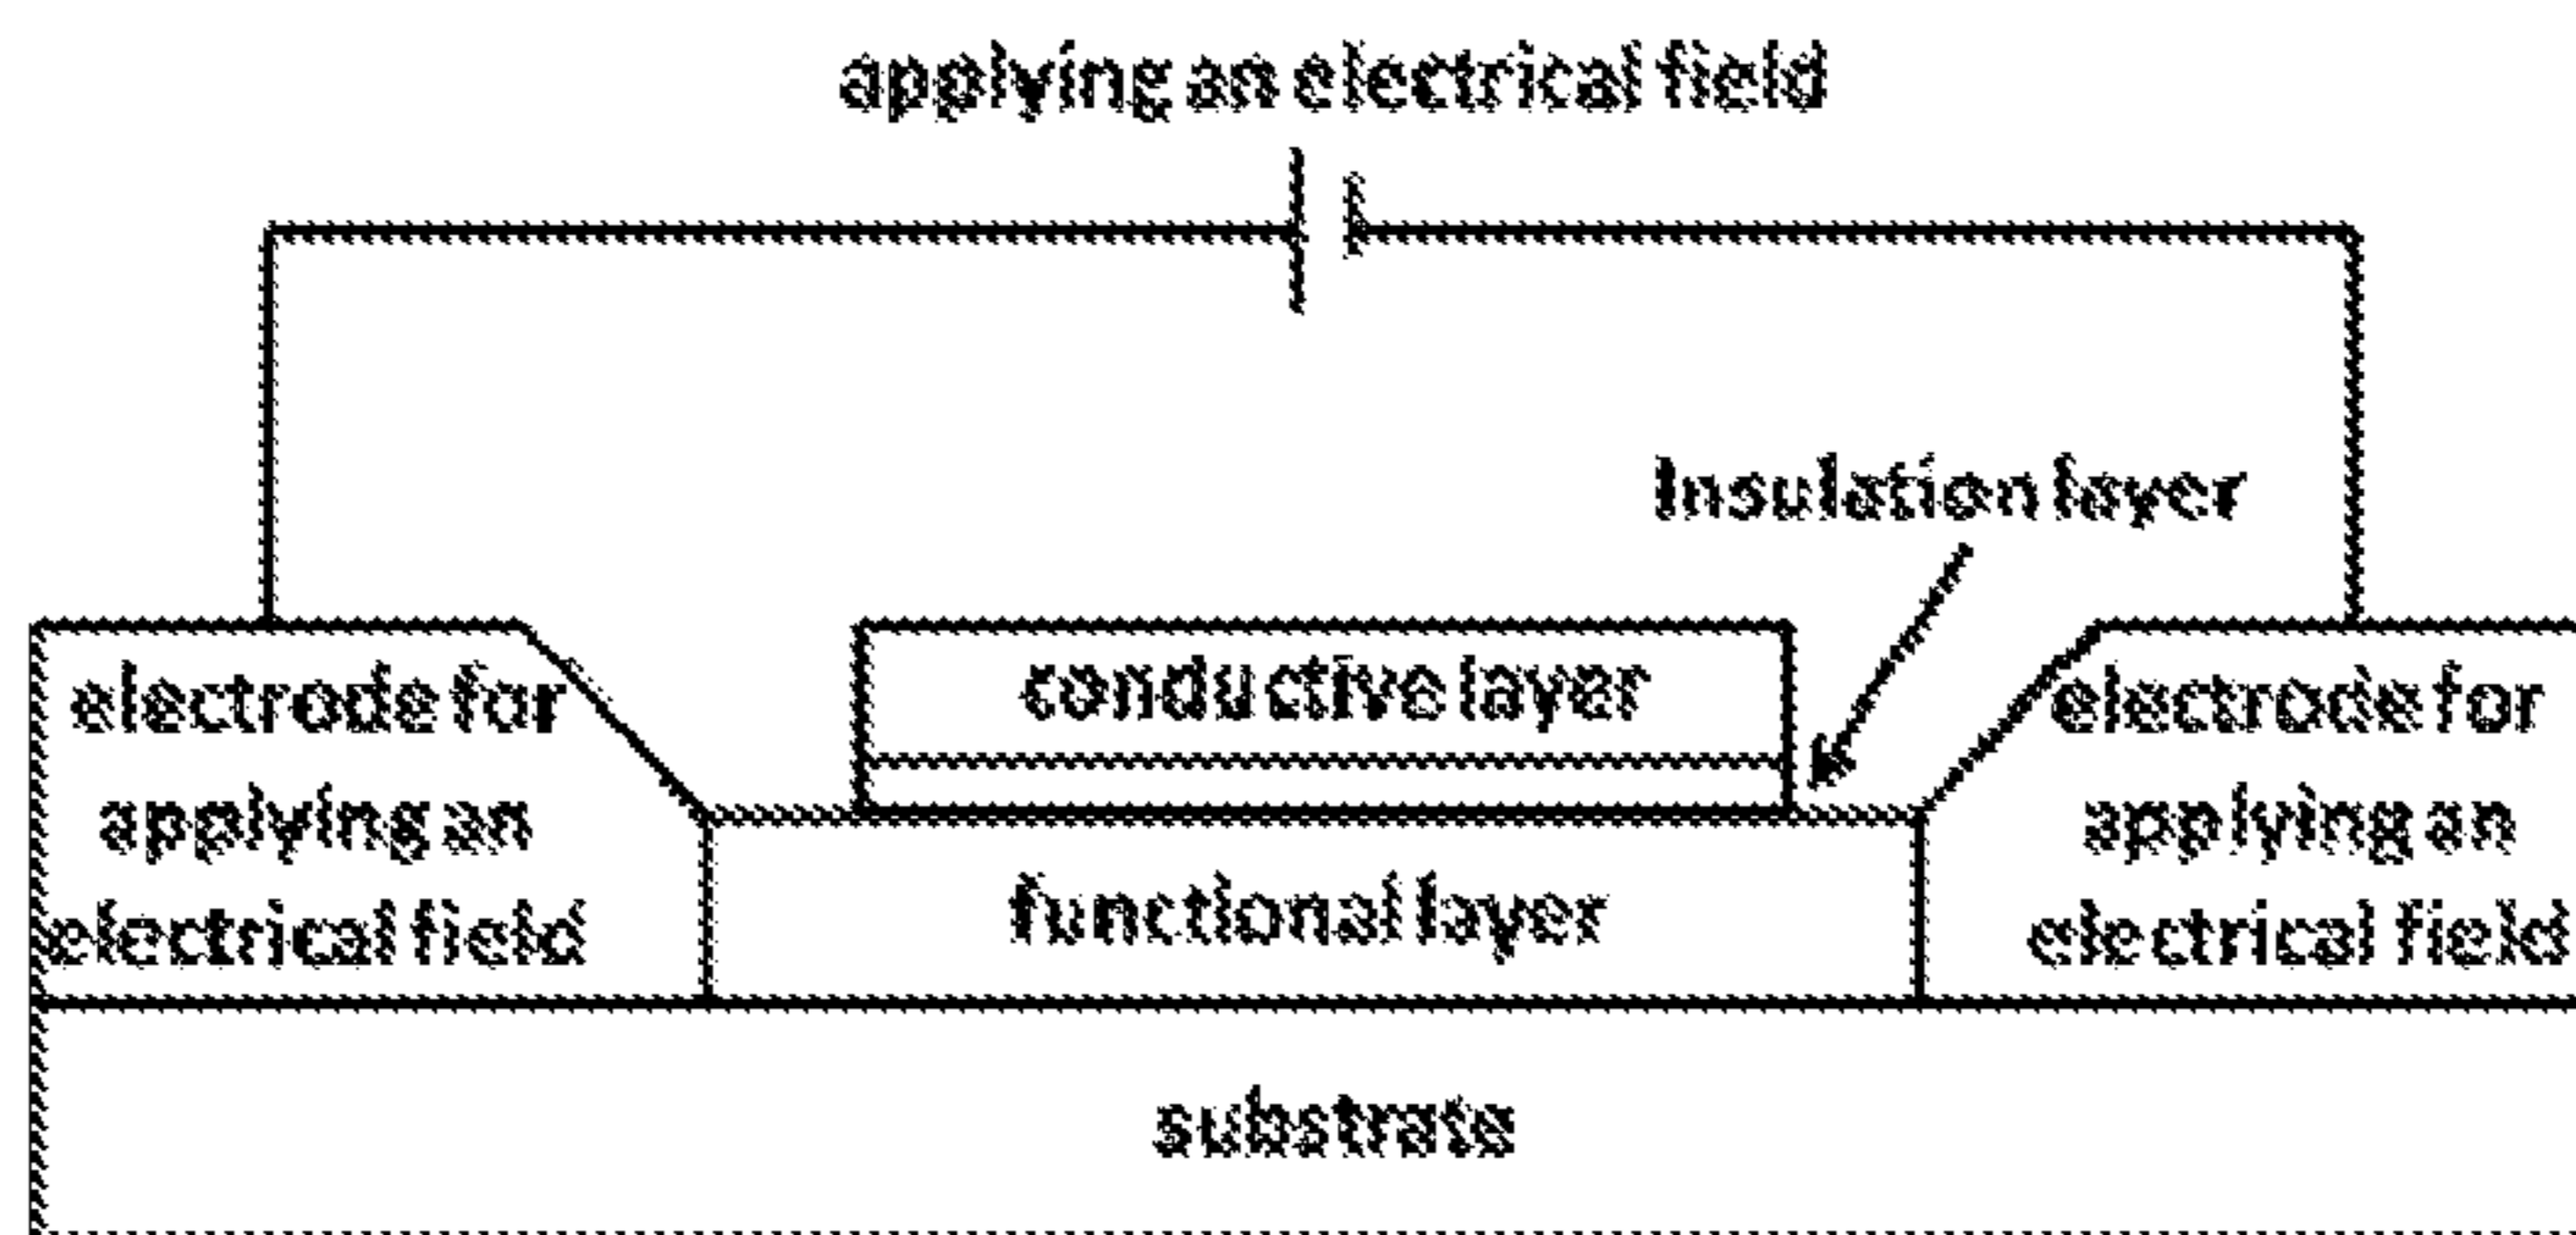 applying an electrical field
Insulation layer
electrode for
applying an
electrical field
conductive layer
electrode for
applying an
electrical field
functional layer
substrate